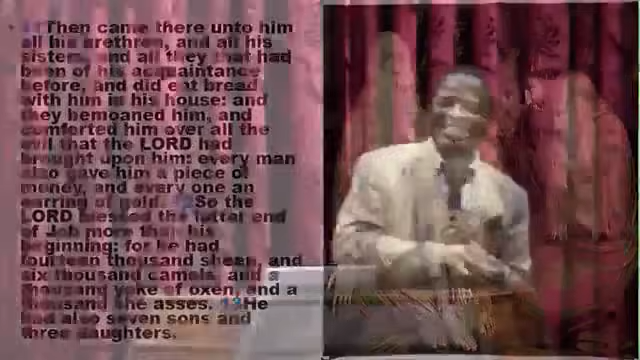 11Then came there unto him
all his brethren, and all his
sisters, and all they that had
been of his acquaintance
before, and did eat bread
with him in his house: and
they bemoaned him, and
comforted him over all the
evil that the LORD had
brought upon him: every man
also gave him a piece of
money, and every one an
earring of gold. 12So the
LORD blessed the latter end
of Job more than his
beginning: for he had
fourteen thousand sheep, and
six thousand camels, and a
thousand yoke of oxen, and a
thousand she asses. 13He
had also seven sons and
three daughters.